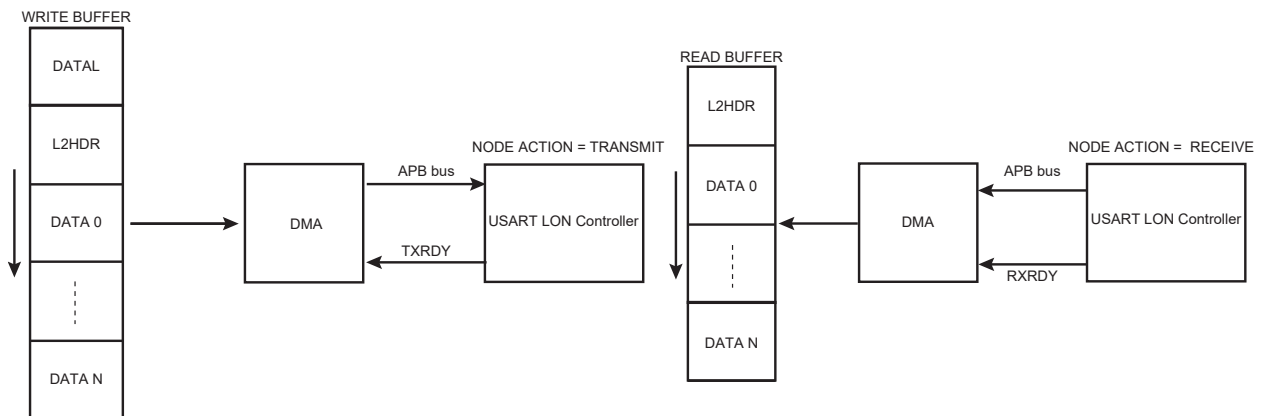 WRITE BUFFER
DATAL
L2HDR
DATA 0
DATA N
DMA
NODE ACTION = TRANSMIT
APB bus
USART LON Controller
TXRDY
READ BUFFER
L2HDR
DATA 0
DATA N
DMA
NODE ACTION = RECEIVE
APB bus
USART LON Controller
RXRDY